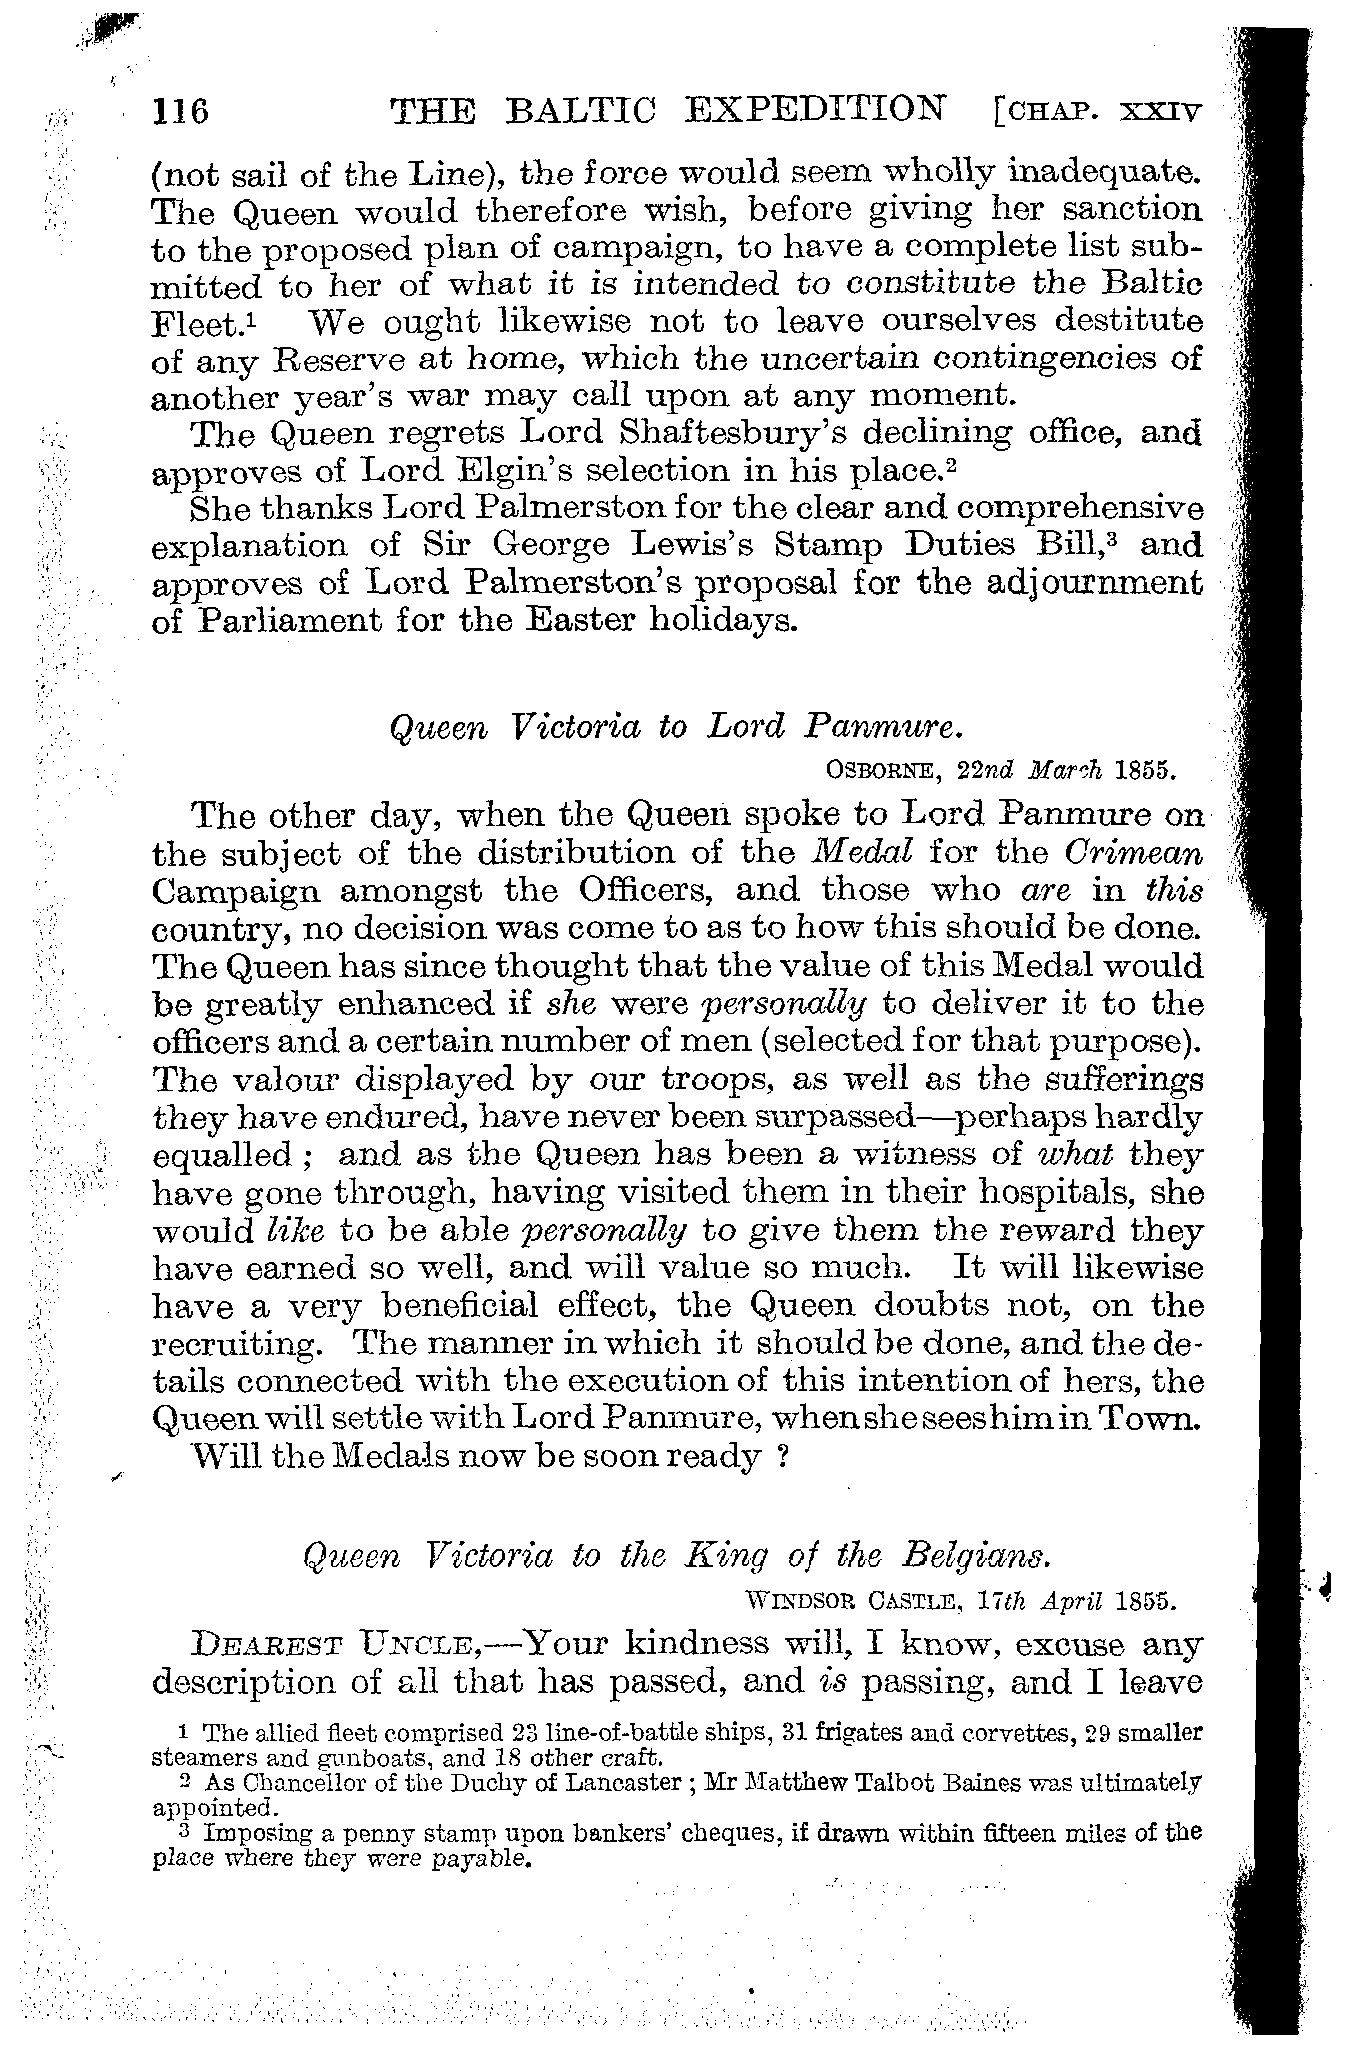 116 THE BALTIC EXPEDITION [CHAP. XXIV
(not sail of the Line), the force would seem wholly inadequate.
The Queen would therefore wish, before giving her sanction
to the proposed plan of campaign, to have a complete list sub-
mitted to her of what it is intended to constitute the Baltic
Fleet.¹ We ought likewise not to leave ourselves destitute
of any Reserve at home, which the uncertain contingencies of
another year's war may call upon at any moment.
The Queen regrets Lord Shaftesbury's declining office, and
approves of Lord Elgin's selection in his place.²
She thanks Lord Palmerston for the clear and comprehensive
explanation of Sir George Lewis's Stamp Duties Bill,³ and
approves of Lord Palmerston's proposal for the adjournment
of Parliament for the Easter holidays.
Queen Victoria to Lord Panmure.
OSBORNE, 22nd March 1855.
The other day, when the Queen spoke to Lord Panmure on
the subject of the distribution of the Medal for the Crimean
Campaign amongst the Officers, and those who are in this
country, no decision was come to as to how this should be done.
The Queen has since thought that the value of this Medal would
be greatly enhanced if she were personally to deliver it to the
officers and a certain number of men (selected for that purpose).
The valour displayed by our troops, as well as the sufferings
they have endured, have never been surpassed—perhaps hardly
equalled ; and as the Queen has been a witness of what they
have gone through, having visited them in their hospitals, she
would like to be able personally to give them the reward they
have earned so well, and will value so much. It will likewise
have a very beneficial effect, the Queen doubts not, on the
recruiting. The manner in which it should be done, and the de-
tails connected with the execution of this intention of hers, the
Queen will settle with Lord Panmure, when she sees him in Town.
Will the Medals now be soon ready ?
Queen Victoria to the King of the Belgians.
WINDSOR CASTLE, 17th April 1855.
DEAREST UNCLE,—Your kindness will, I know, excuse any
description of all that has passed, and is passing, and I leave
1 The allied fleet comprised 23 line-of-battle ships, 31 frigates and corvettes, 29 smaller
steamers and gunboats, and 18 other craft.
2 As Chancellor of the Duchy of Lancaster ; Mr Matthew Talbot Baines was ultimately
appointed.
3 Imposing a penny stamp upon bankers' cheques, if drawn within fifteen miles of the
place where they were payable.